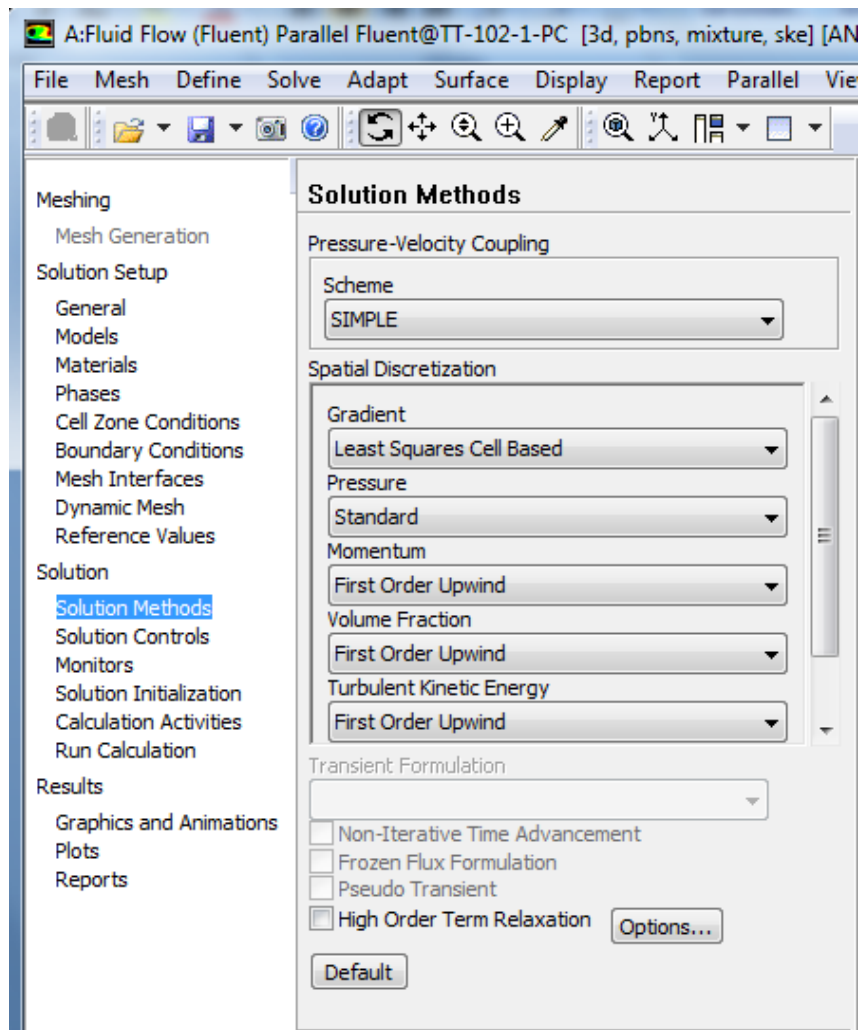 A:Fluid Flow (Fluent) Parallel Fluent@TT-102-1-PC [3d, pbns, mixture, ske] [AN
File Mesh Define Solve Adapt Surface Display Report Parallel Vie
Meshing
Mesh Generation
Solution Setup
General
Models
Materials
Phases
Cell Zone Conditions
Boundary Conditions
Mesh Interfaces
Dynamic Mesh
Reference Values
Solution
Solution Methods
Solution Controls
Monitors
Solution Initialization
Calculation Activities
Run Calculation
Results
Graphics and Animations
Plots
Reports
Solution Methods
Pressure-Velocity Coupling
Scheme
SIMPLE
Spatial Discretization
Gradient
Least Squares Cell Based
Pressure
Standard
Momentum
First Order Upwind
Volume Fraction
First Order Upwind
Turbulent Kinetic Energy
First Order Upwind
Transient Formulation
Non-Iterative Time Advancement
Frozen Flux Formulation
Pseudo Transient
High Order Term Relaxation Options...
Default